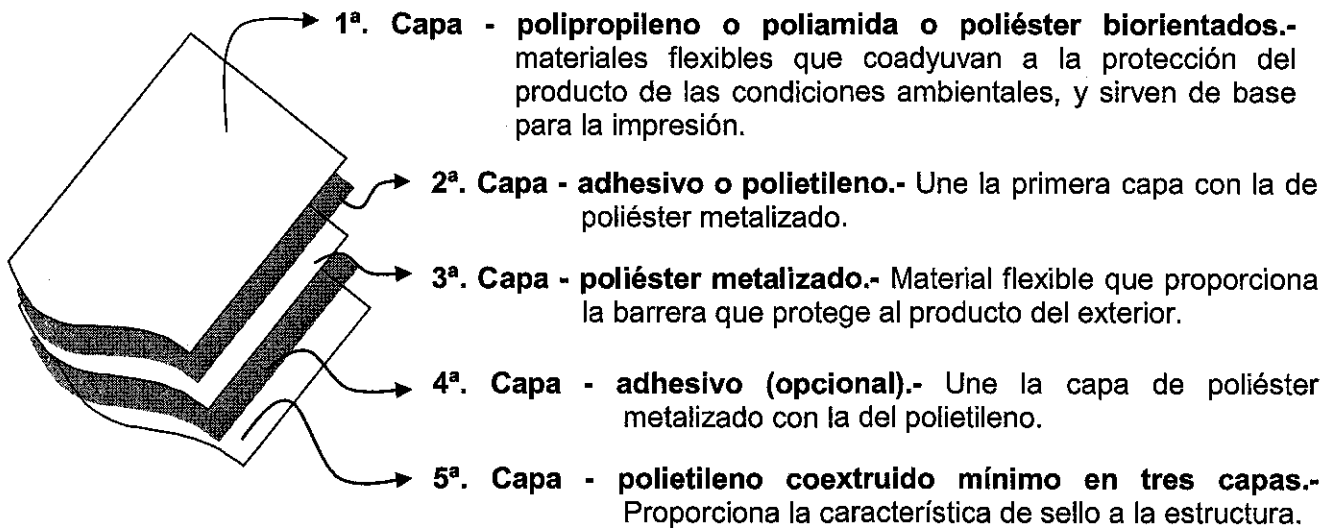 1ª. Capa - polipropileno o poliamida o poliéster biorientados.-
materiales flexibles que coadyuvan a la protección del
producto de las condiciones ambientales, y sirven de base
para la impresión.
2ª. Capa - adhesivo o polietileno.- Une la primera capa con la de
poliéster metalizado.
3ª. Capa - poliéster metalizado.- Material flexible que proporciona
la barrera que protege al producto del exterior.
4ª. Capa - adhesivo (opcional).- Une la capa de poliéster
metalizado con la del polietileno.
5ª. Capa - polietileno coextruido mínimo en tres capas.-
Proporciona la característica de sello a la estructura.